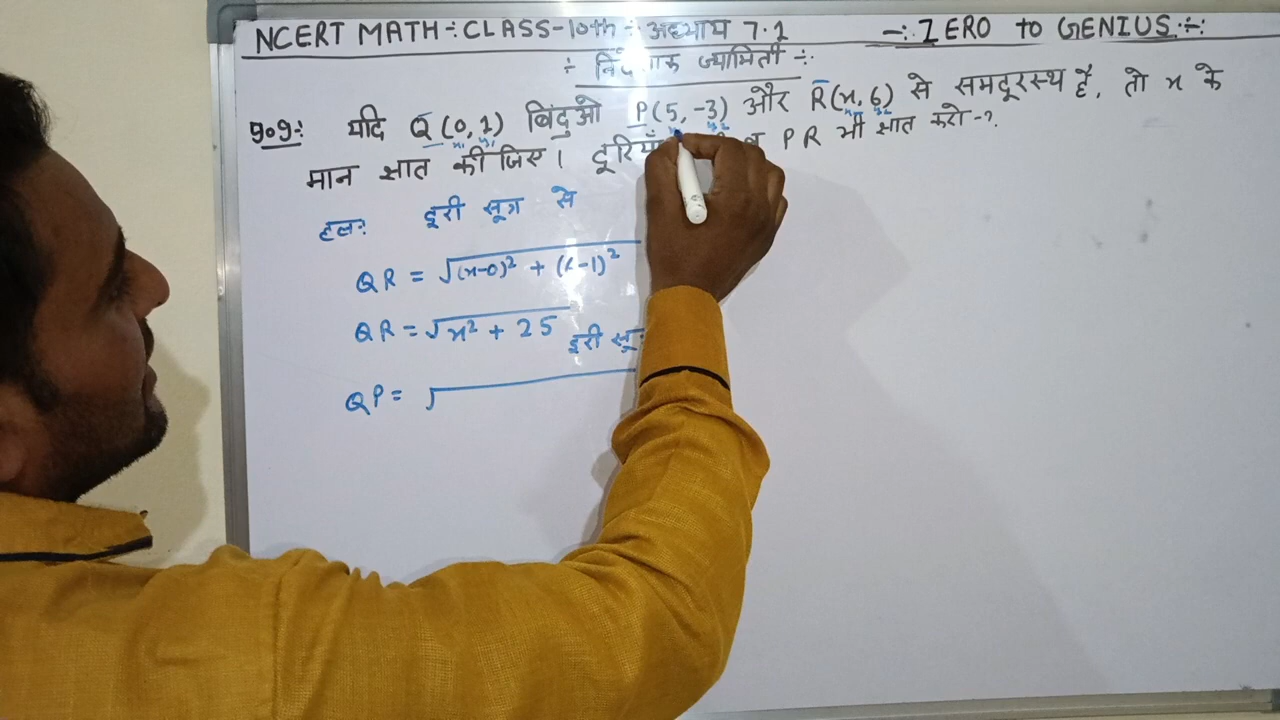 NCERT MATH÷CLASS-10th ÷ अध्याय 7.1 -:. ZERO TO GENIUS.÷:
÷ निर्देशांक ज्यामिती ÷:
प्र०9: यदि Q (0, 1) बिंदुओ P(5, -3) और R(x, 6) से समदूरस्थ है, तो x के
मान ज्ञात कीजिए। दूरियाँ PR भी ज्ञात करो-?
हल: दूरी सूत्र से
QR = √(x-0)² + (6-1)²
QR = √x² + 25 दूरी
QP = √